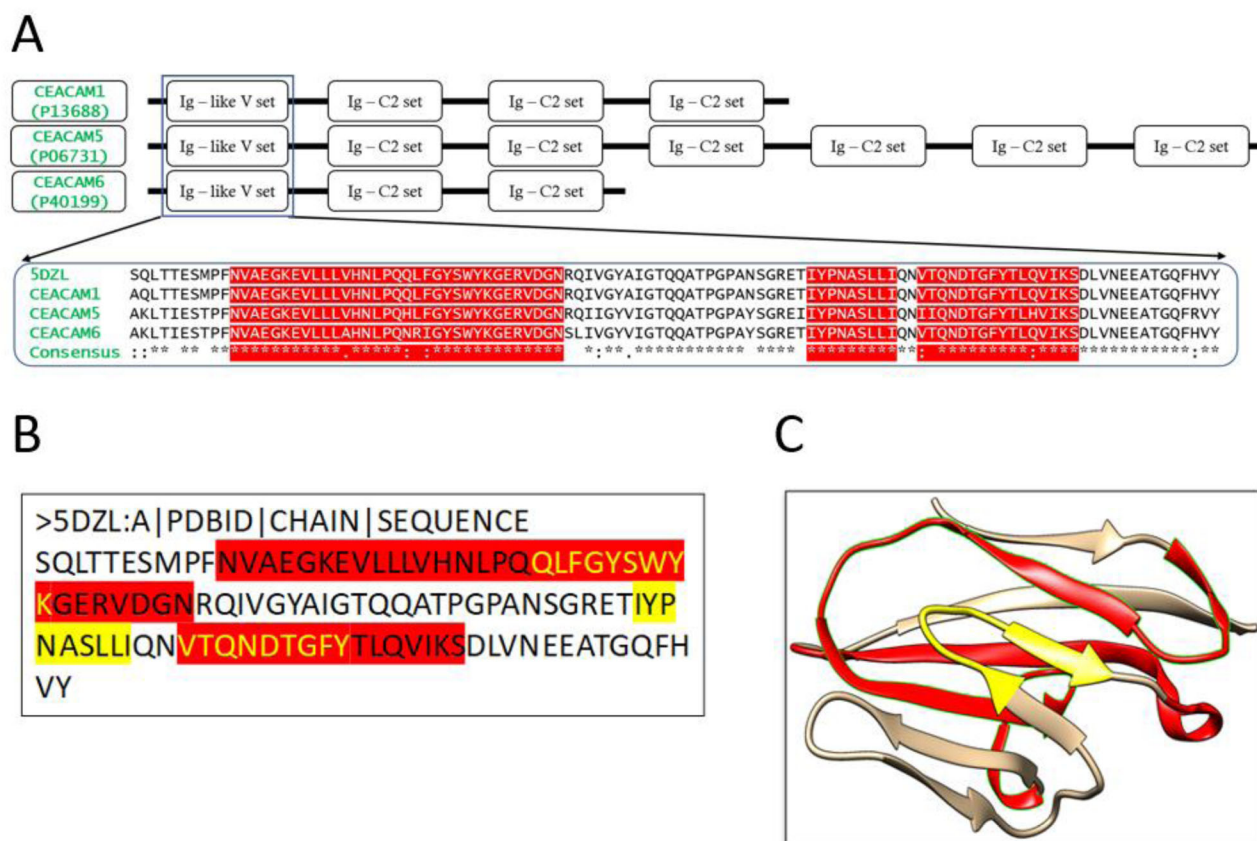 A
CEACAM1 (P13688) Ig – like V set Ig – C2 set Ig – C2 set Ig – C2 set
CEACAM5 (P06731) Ig – like V set Ig – C2 set Ig – C2 set Ig – C2 set Ig – C2 set Ig – C2 set Ig – C2 set
CEACAM6 (P40199) Ig – like V set Ig – C2 set Ig – C2 set
5DZL SQLTTESMPFNVAEGKEVLLLVHNLPQQLFGYSWYKGERVDGNRQIVGYAIGTQQATPGPANSGRETIYPNASLLIQNVTQNDTGFYTLQVIKSDLVNEEATGQFHVY
CEACAM1 AQLTTESMPFNVAEGKEVLLLVHNLPQQLFGYSWYKGERVDGNRQIVGYAIGTQQATPGPANSGRETIYPNASLLIQNVTQNDTGFYTLQVIKSDLVNEEATGQFHVY
CEACAM5 AKLTIESTPFNVAEGKEVLLLVHNLPQHLFGYSWYKGERVDGNRQIIGYVIGTQQATPGPAYSGREIIYPNASLLIQNIIQNDTGFYTLHVIKSDLVNEEATGQFRVY
CEACAM6 AKLTIESTPFNVAEGKEVLLLAHNLPQNRIGYSWYKGERVDGNSLIVGYVIGTQQATPGPAYSGRETIYPNASLLIQNVTQNDTGFYTLQVIKSDLVNEEATGQFHVY
Consensus
B
>5DZL:A|PDBID|CHAIN|SEQUENCE
SQLTTESMPFNVAEGKEVLLLVHNLPQQLFGYSWY
KGERVDGNRQIVGYAIGTQQATPGPANSGRETIYP
NASLLIQNVTQNDTGFYTLQVIKSDLVNEEATGQFH
VY
C